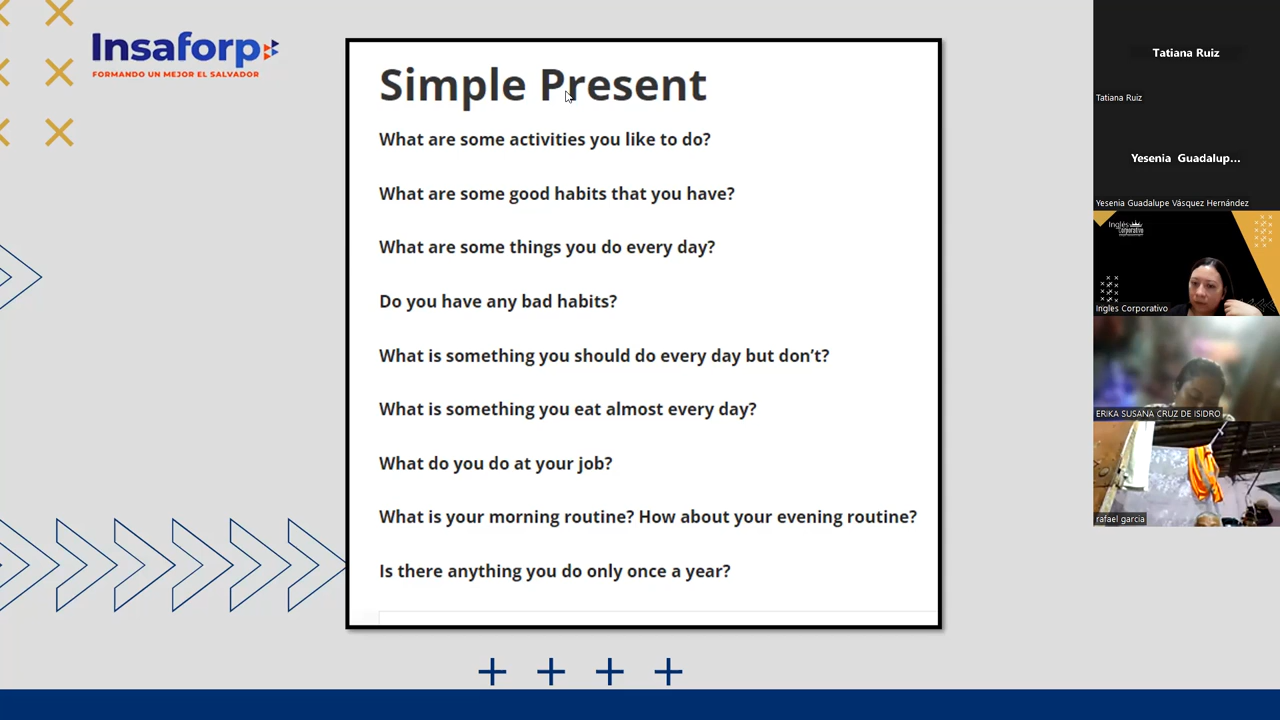 Insaforp
FORMANDO UN MEJOR EL SALVADOR
Simple Present
What are some activities you like to do?
What are some good habits that you have?
What are some things you do every day?
Do you have any bad habits?
What is something you should do every day but don’t?
What is something you eat almost every day?
What do you do at your job?
What is your morning routine? How about your evening routine?
Is there anything you do only once a year?
Tatiana Ruiz
Tatiana Ruiz
Yesenia Guadalup...
Yesenia Guadalupe Vásquez Hernández
Inglés
Corporativo
Ingles Corporativo
ERIKA SUSANA CRUZ DE ISIDRO
rafael garcia